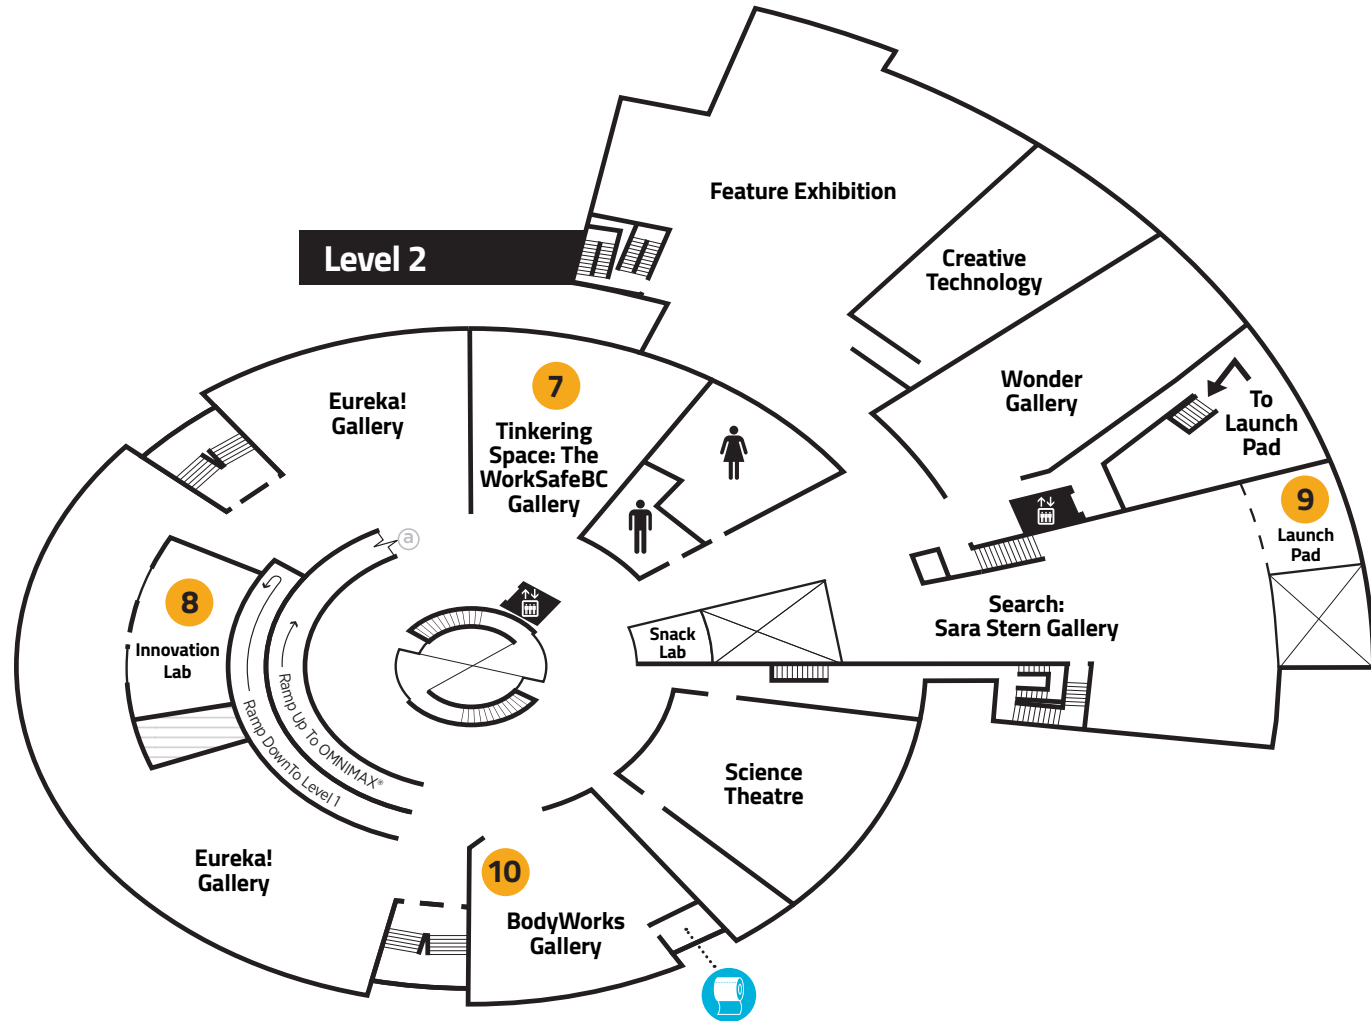 Feature Exhibition
Level 2
Creative
Technology
Eureka!
Gallery
7
Tinkering
Space: The
WorkSafeBC
Gallery
Wonder
Gallery
To
Launch
Pad
9
Launch
Pad
a
8
Innovation
Lab
Ramp Up To OMNIMAX®
Ramp DownTo Level 1
Snack
Lab
Search:
Sara Stern Gallery
Science
Theatre
Eureka!
Gallery
10
BodyWorks
Gallery